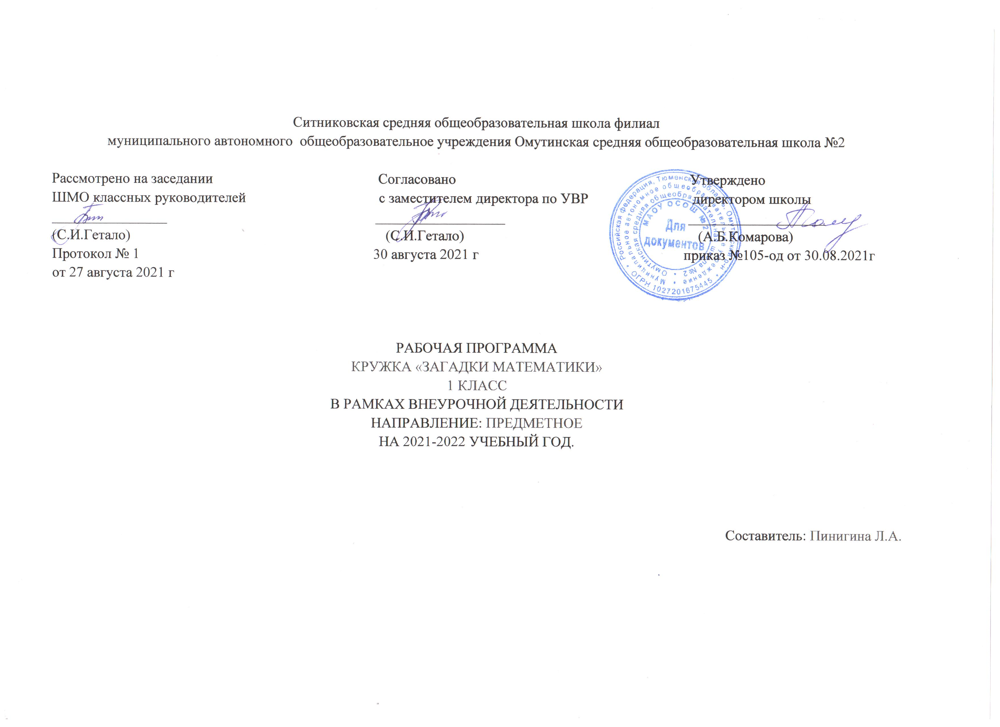 Ситниковская средняя общеобразовательная школа филиал
муниципального автономного  общеобразовательное учреждения Омутинская средняя общеобразовательная школа №2
Рассмотрено на заседании
ШМО классных руководителей
(С.И.Гетало)
Протокол № 1
от 27 августа 2021 г
Согласовано
с заместителем директора по УВР
(С.И.Гетало)
30 августа 2021 г
Утверждено
директором школы
(А.Б.Комарова)
приказ №105-од от 30.08.2021г
* Российская федерация, Тюменская область, Омутинский р-н *
ОГРН 1027201675445
* Муниципальное автономное общеобразовательное учреждение
* Омутинская средняя общеобразовательная школа №2
МАОУ ОСОШ №2
Для
документов
РАБОЧАЯ ПРОГРАММА
КРУЖКА «ЗАГАДКИ МАТЕМАТИКИ»
1 КЛАСС
В РАМКАХ ВНЕУРОЧНОЙ ДЕЯТЕЛЬНОСТИ
НАПРАВЛЕНИЕ: ПРЕДМЕТНОЕ
НА 2021-2022 УЧЕБНЫЙ ГОД.
Составитель: Пинигина Л.А.